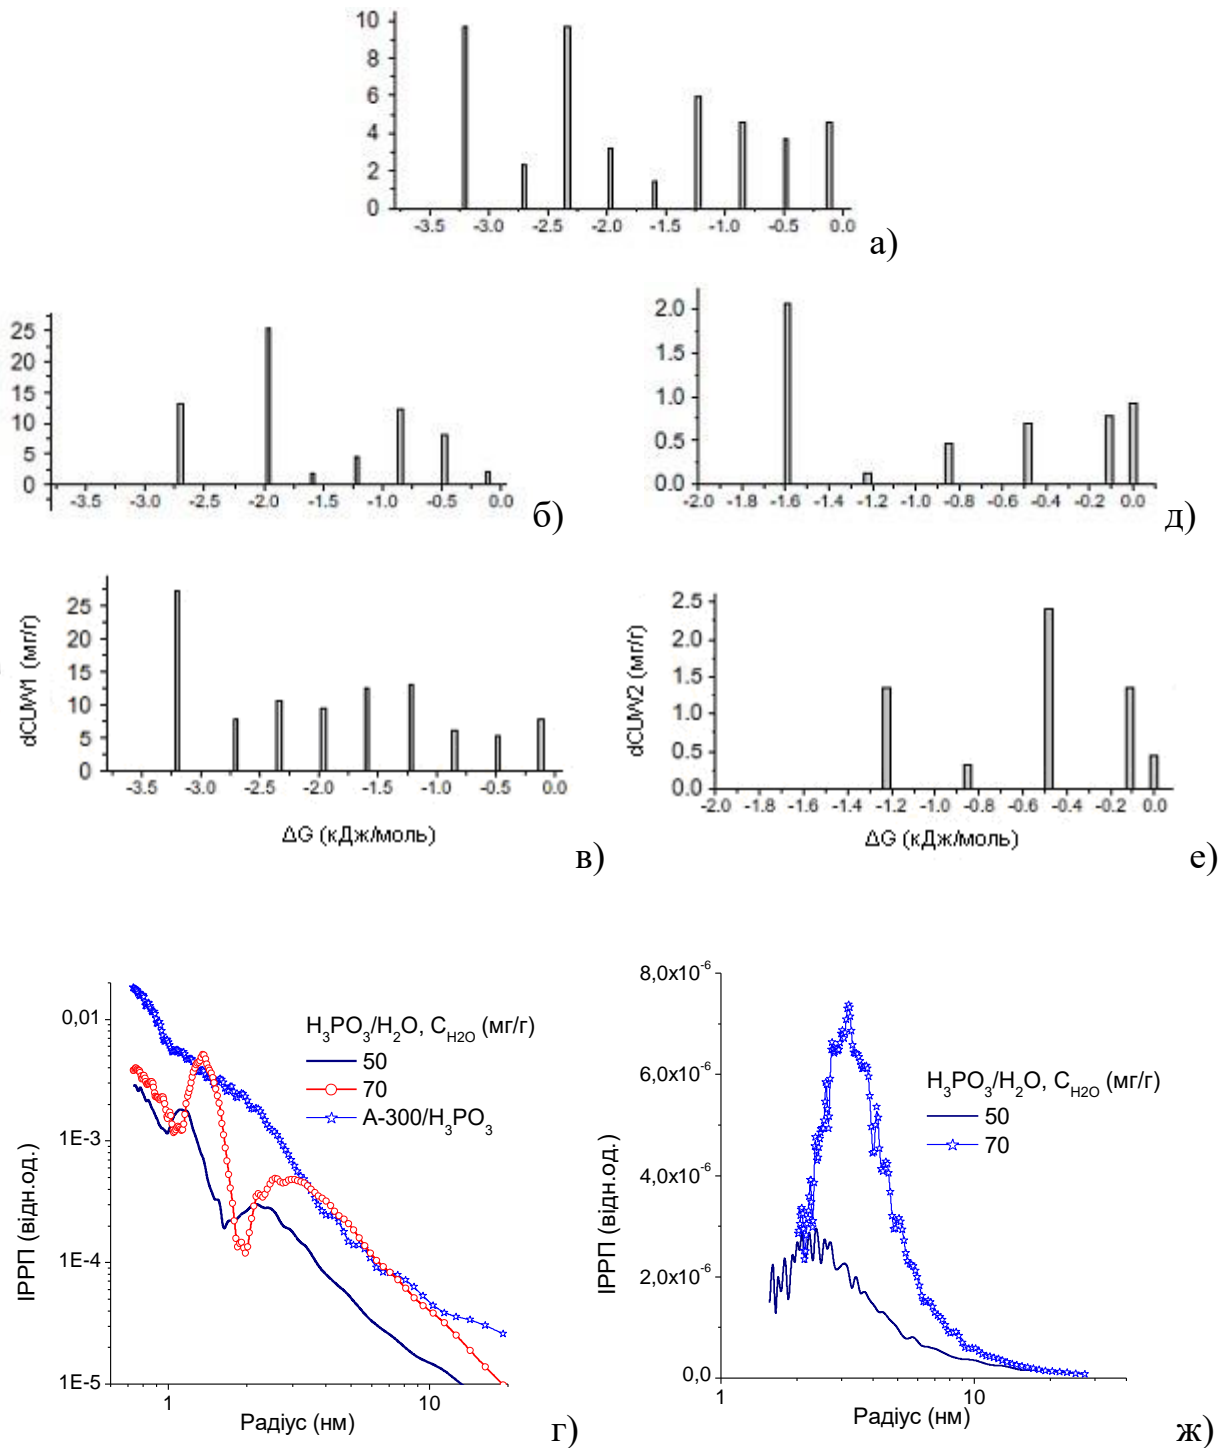 10
8
6
4
2
0
-3.5 -3.0 -2.5 -2.0 -1.5 -1.0 -0.5 0.0
а)
25
20
15
10
5
0
-3.5 -2.5 -2.0 -1.5 -1.0 -0.5 0.0
б)
2.0
1.5
1.0
0.5
0.0
-2.0 -1.8 -1.6 -1.4 -1.2 -1.0 -0.8 -0.6 -0.4 -0.2 0.0
д)
dCUW1 (мг/г)
25
20
15
10
5
0
-3.5 -3.0 -2.5 -2.0 -1.5 -1.0 -0.5 0.0
ΔG (кДж/моль)
в)
dCUW2 (мг/г)
2.5
2.0
1.5
1.0
0.5
0.0
-2.0 -1.8 -1.6 -1.4 -1.2 -1.0 -0.8 -0.6 -0.4 -0.2 0.0
ΔG (кДж/моль)
е)
ІРРП (відн.од.)
0,01
1E-3
1E-4
1E-5
H₃PO₃/H₂O, C_H2O (мг/г)
50
70
A-300/H₃PO₃
1 10
Радіус (нм)
г)
ІРРП (відн.од.)
8,0x10⁻⁶
6,0x10⁻⁶
4,0x10⁻⁶
2,0x10⁻⁶
0,0
H₃PO₃/H₂O, C_H2O (мг/г)
50
70
1 10
Радіус (нм)
ж)